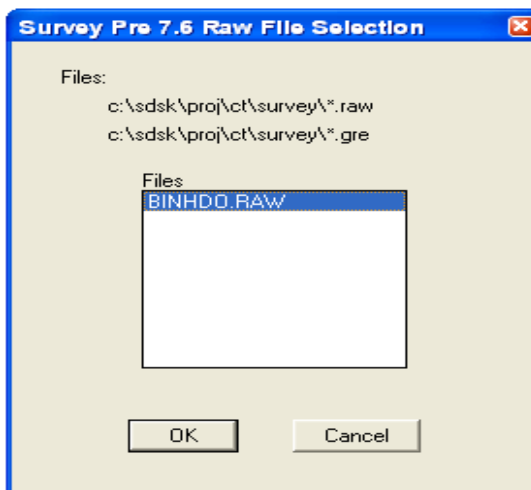 Survey Pre 7.6 Raw File Selection
Files:
c:\sdsk\proj\ct\survey\*.raw
c:\sdsk\proj\ct\survey\*.gre
Files
BINHDO.RAW
OK
Cancel